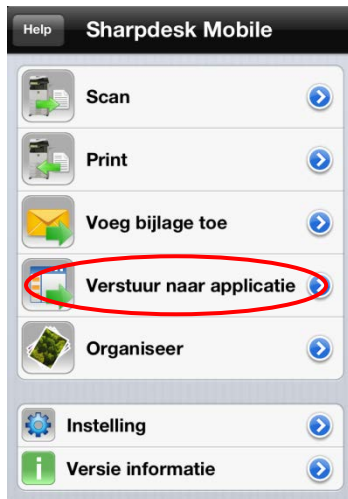 Help Sharpdesk Mobile
Scan
Print
Voeg bijlage toe
Verstuur naar applicatie
Organiseer
Instelling
Versie informatie